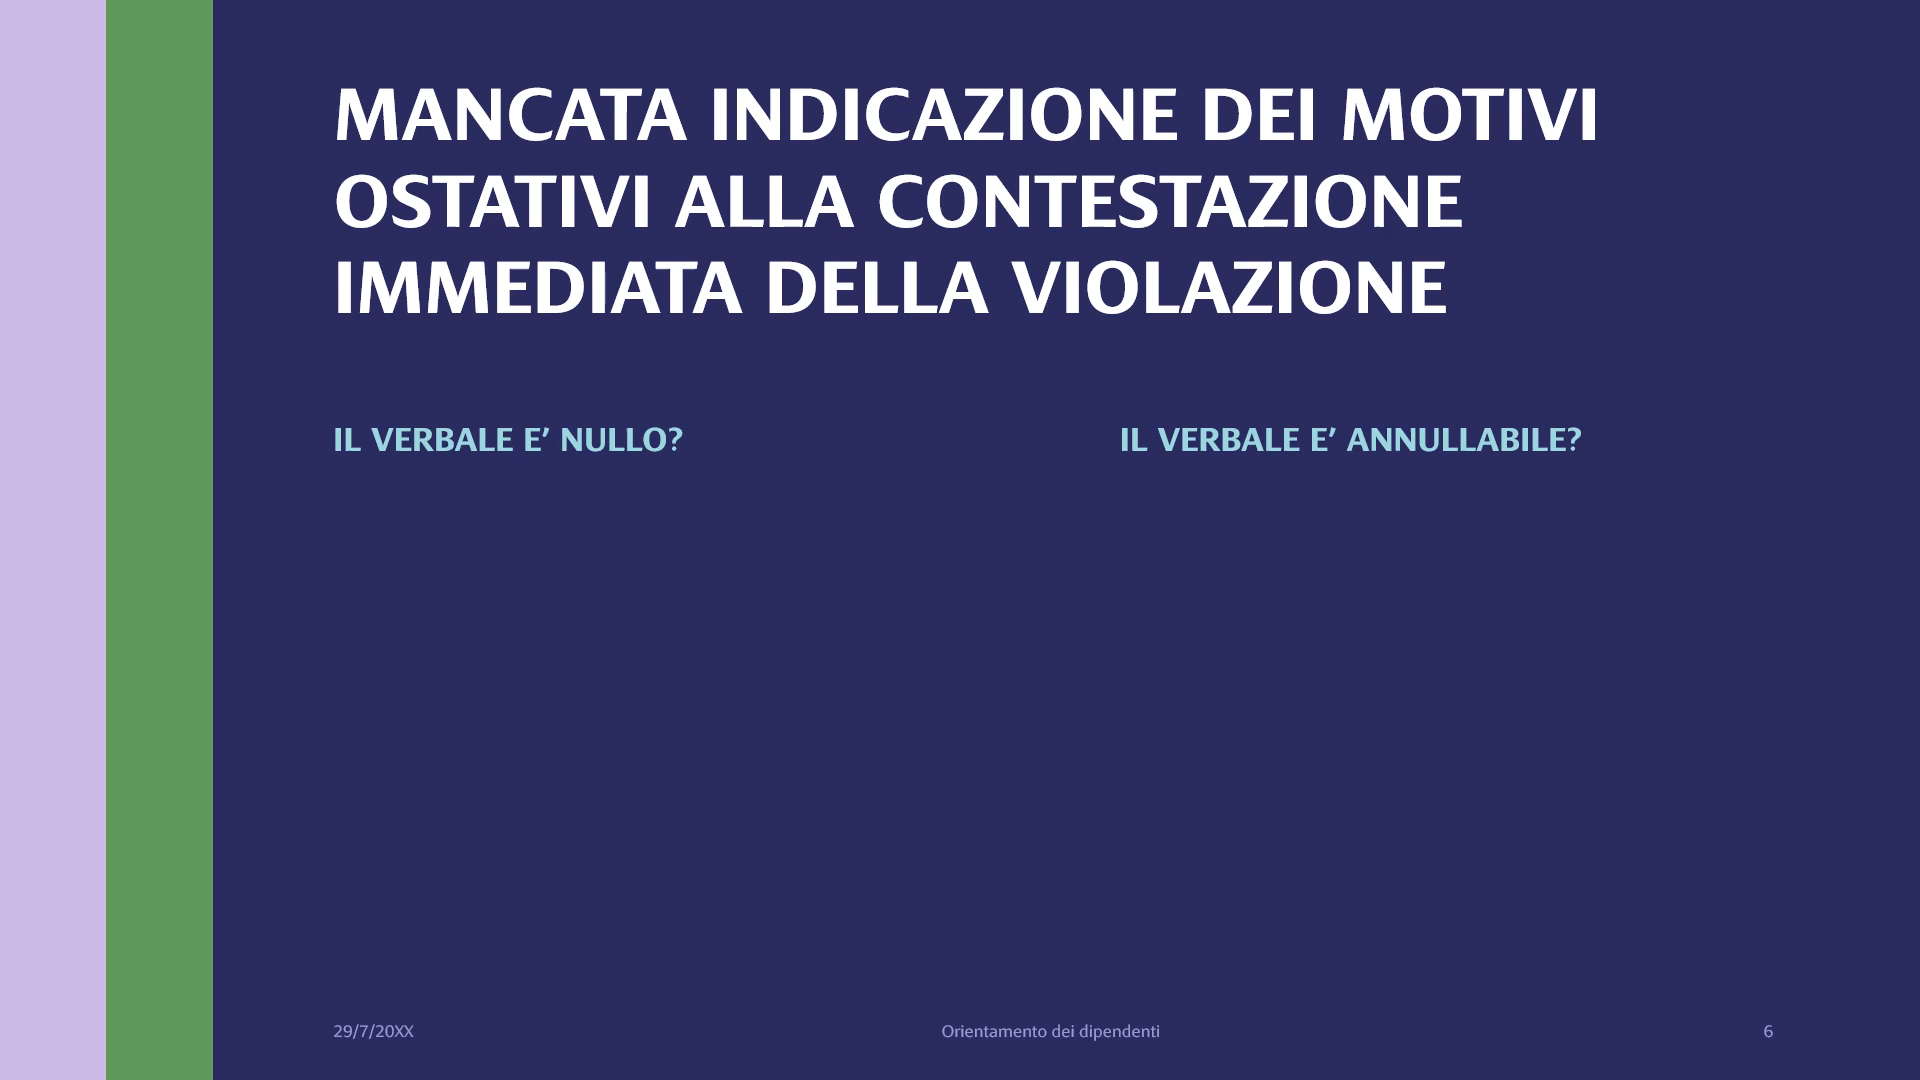 MANCATA INDICAZIONE DEI MOTIVI
OSTATIVI ALLA CONTESTAZIONE
IMMEDIATA DELLA VIOLAZIONE
IL VERBALE E’ NULLO?
IL VERBALE E’ ANNULLABILE?
29/7/20XX
Orientamento dei dipendenti
6